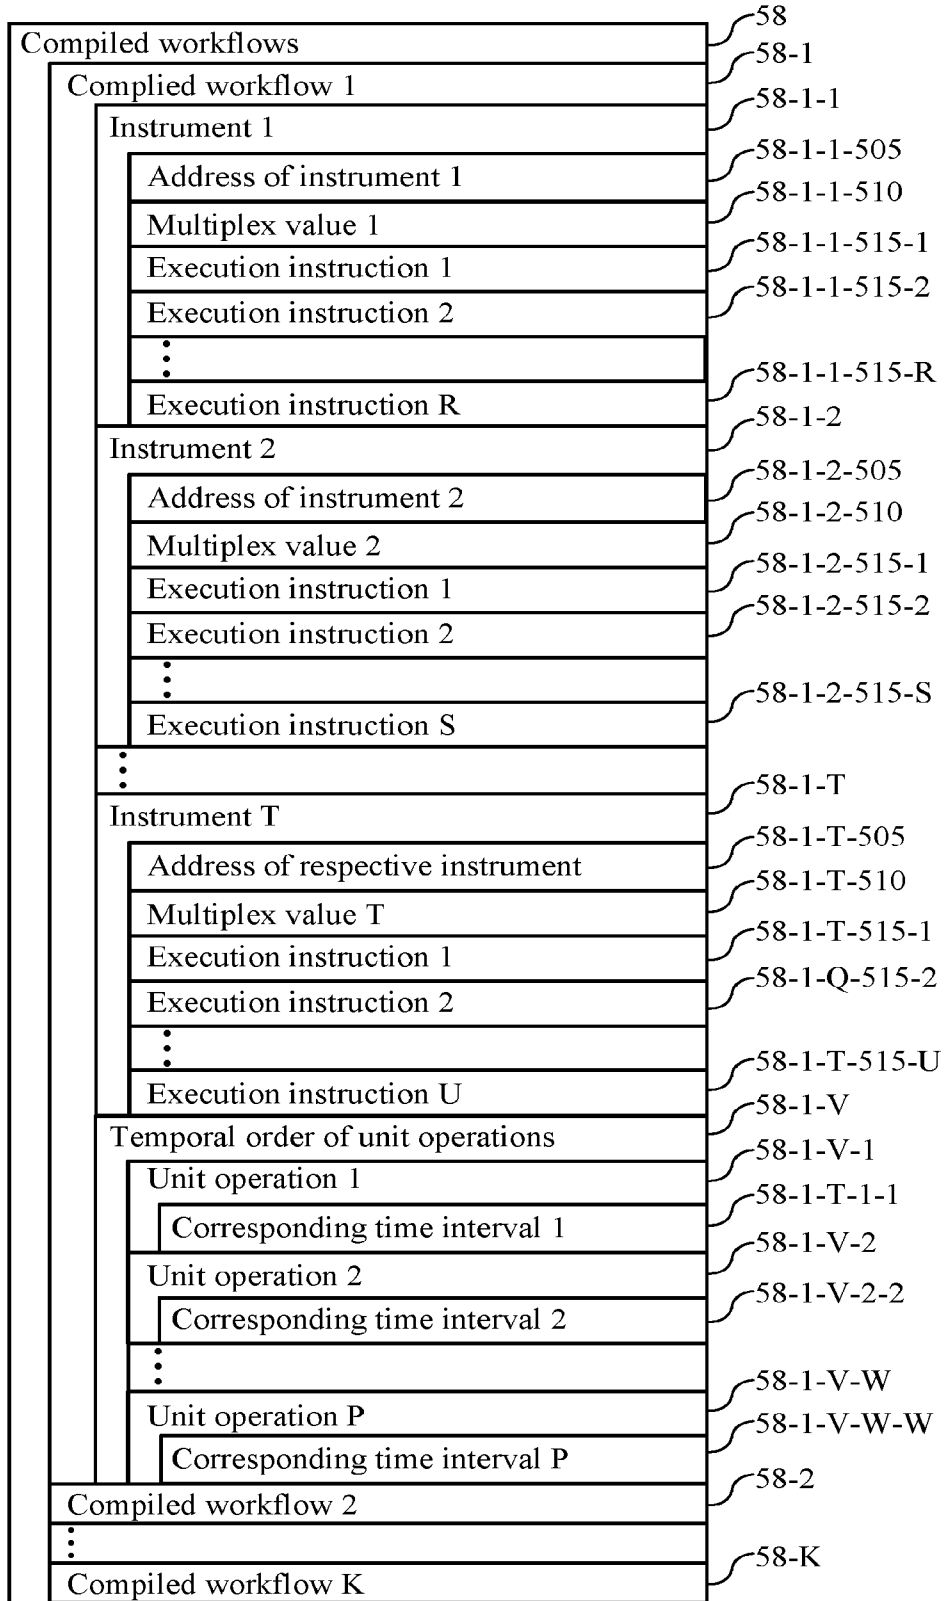 58
Compiled workflows
58-1
Complied workflow 1
58-1-1
Instrument 1
58-1-1-505
Address of instrument 1
58-1-1-510
Multiplex value 1
58-1-1-515-1
Execution instruction 1
58-1-1-515-2
Execution instruction 2
58-1-1-515-R
Execution instruction R
58-1-2
Instrument 2
58-1-2-505
Address of instrument 2
58-1-2-510
Multiplex value 2
58-1-2-515-1
Execution instruction 1
58-1-2-515-2
Execution instruction 2
58-1-2-515-S
Execution instruction S
58-1-T
Instrument T
58-1-T-505
Address of respective instrument
58-1-T-510
Multiplex value T
58-1-T-515-1
Execution instruction 1
58-1-Q-515-2
Execution instruction 2
58-1-T-515-U
Execution instruction U
58-1-V
Temporal order of unit operations
58-1-V-1
Unit operation 1
58-1-T-1-1
Corresponding time interval 1
58-1-V-2
Unit operation 2
58-1-V-2-2
Corresponding time interval 2
58-1-V-W
Unit operation P
58-1-V-W-W
Corresponding time interval P
58-2
Compiled workflow 2
58-K
Compiled workflow K